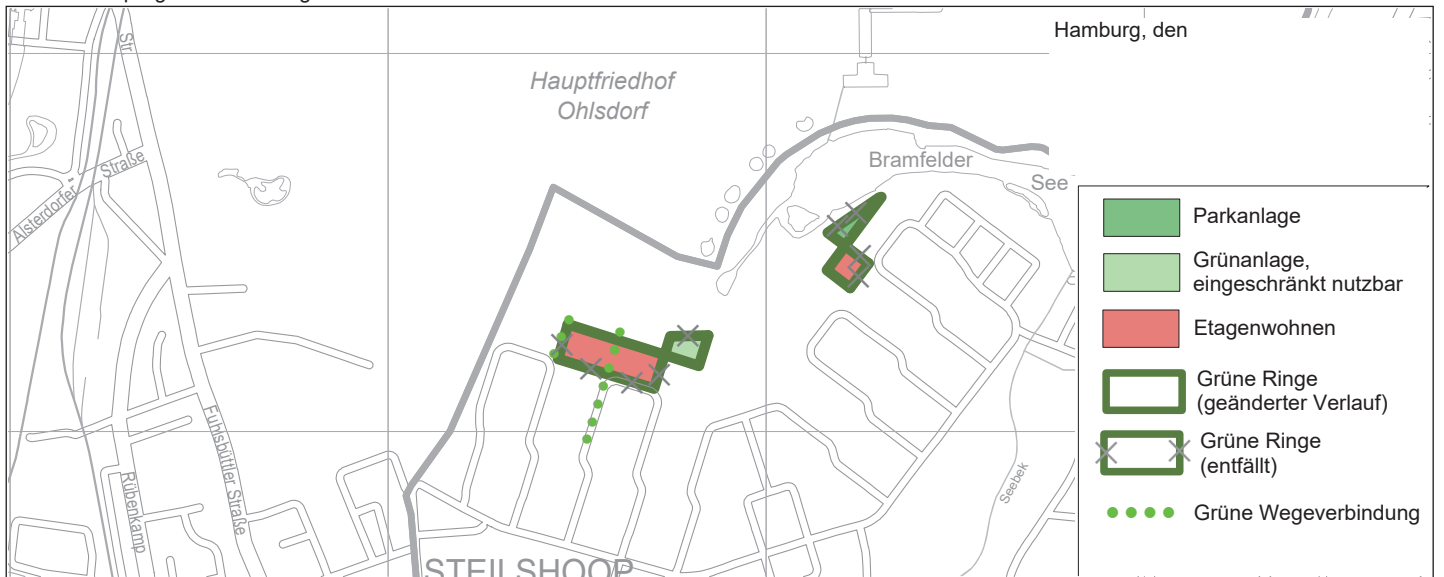 Hamburg, den
Hauptfriedhof
Ohlsdorf
Str.
Alsterdorfer Straße
Bramfelder
See
Parkanlage
Grünanlage,
eingeschränkt nutzbar
Etagenwohnen
Grüne Ringe
(geänderter Verlauf)
Grüne Ringe
(entfällt)
Grüne Wegeverbindung
Fuhlsbüttler Straße
Rübenkamp
Seebek
STEILSHOOP